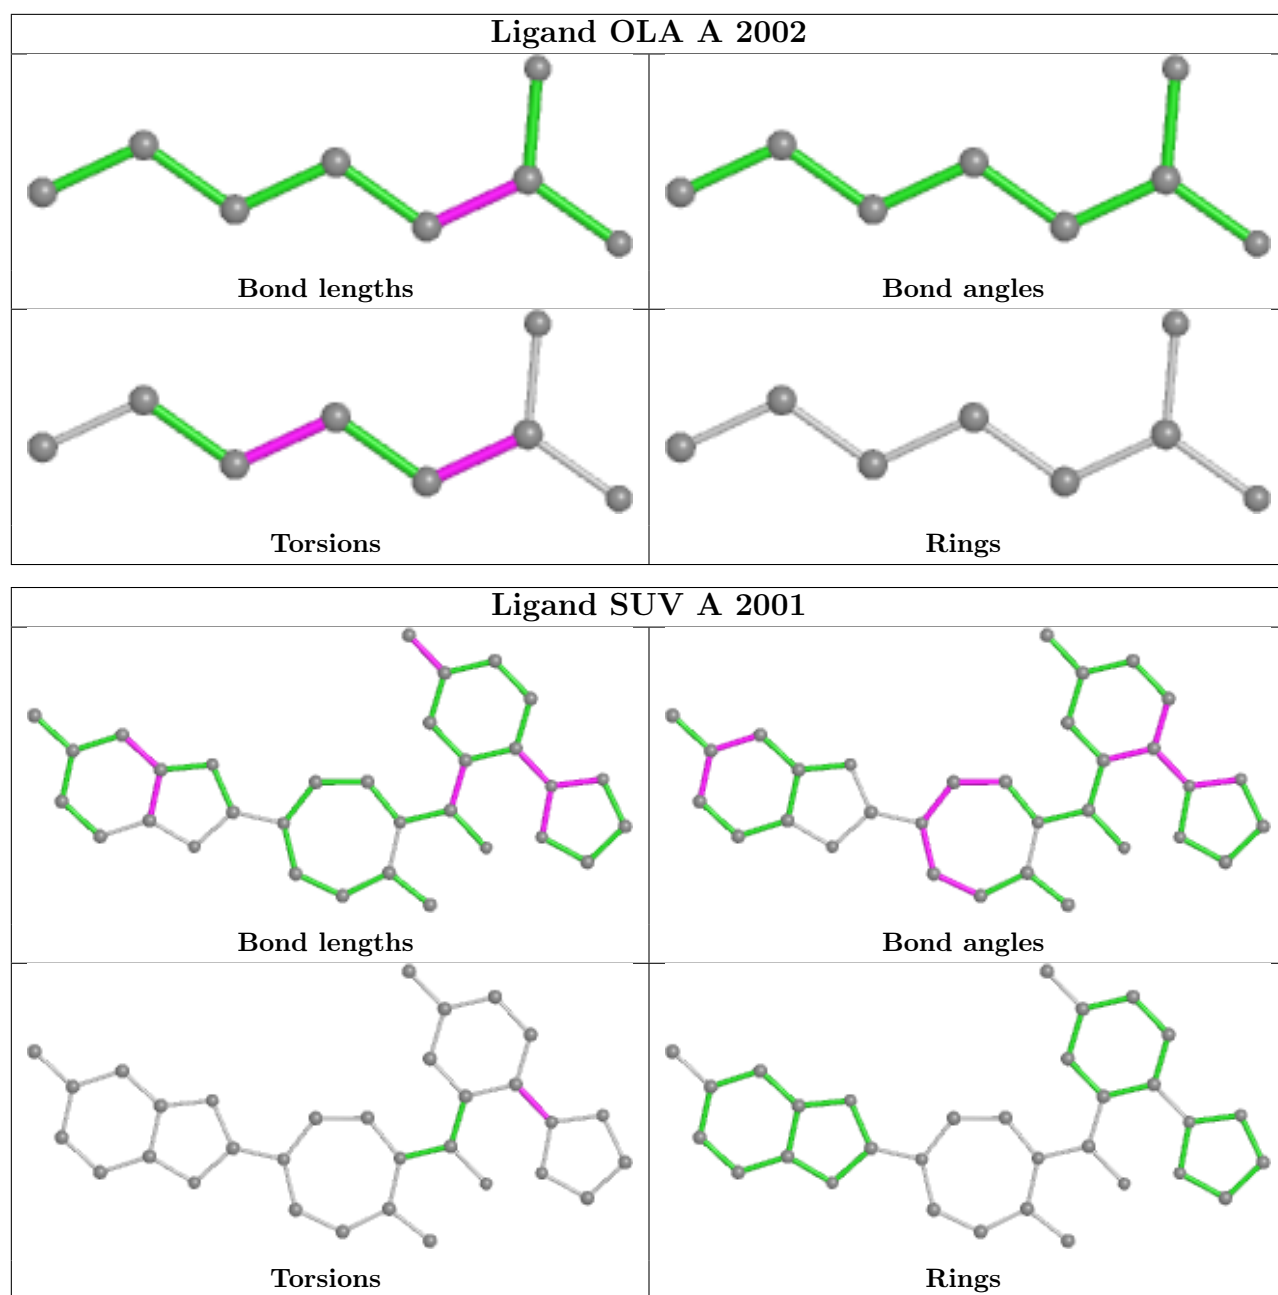 Ligand OLA A 2002
Bond lengths
Bond angles
Torsions
Rings
Ligand SUV A 2001
Bond lengths
Bond angles
Torsions
Rings